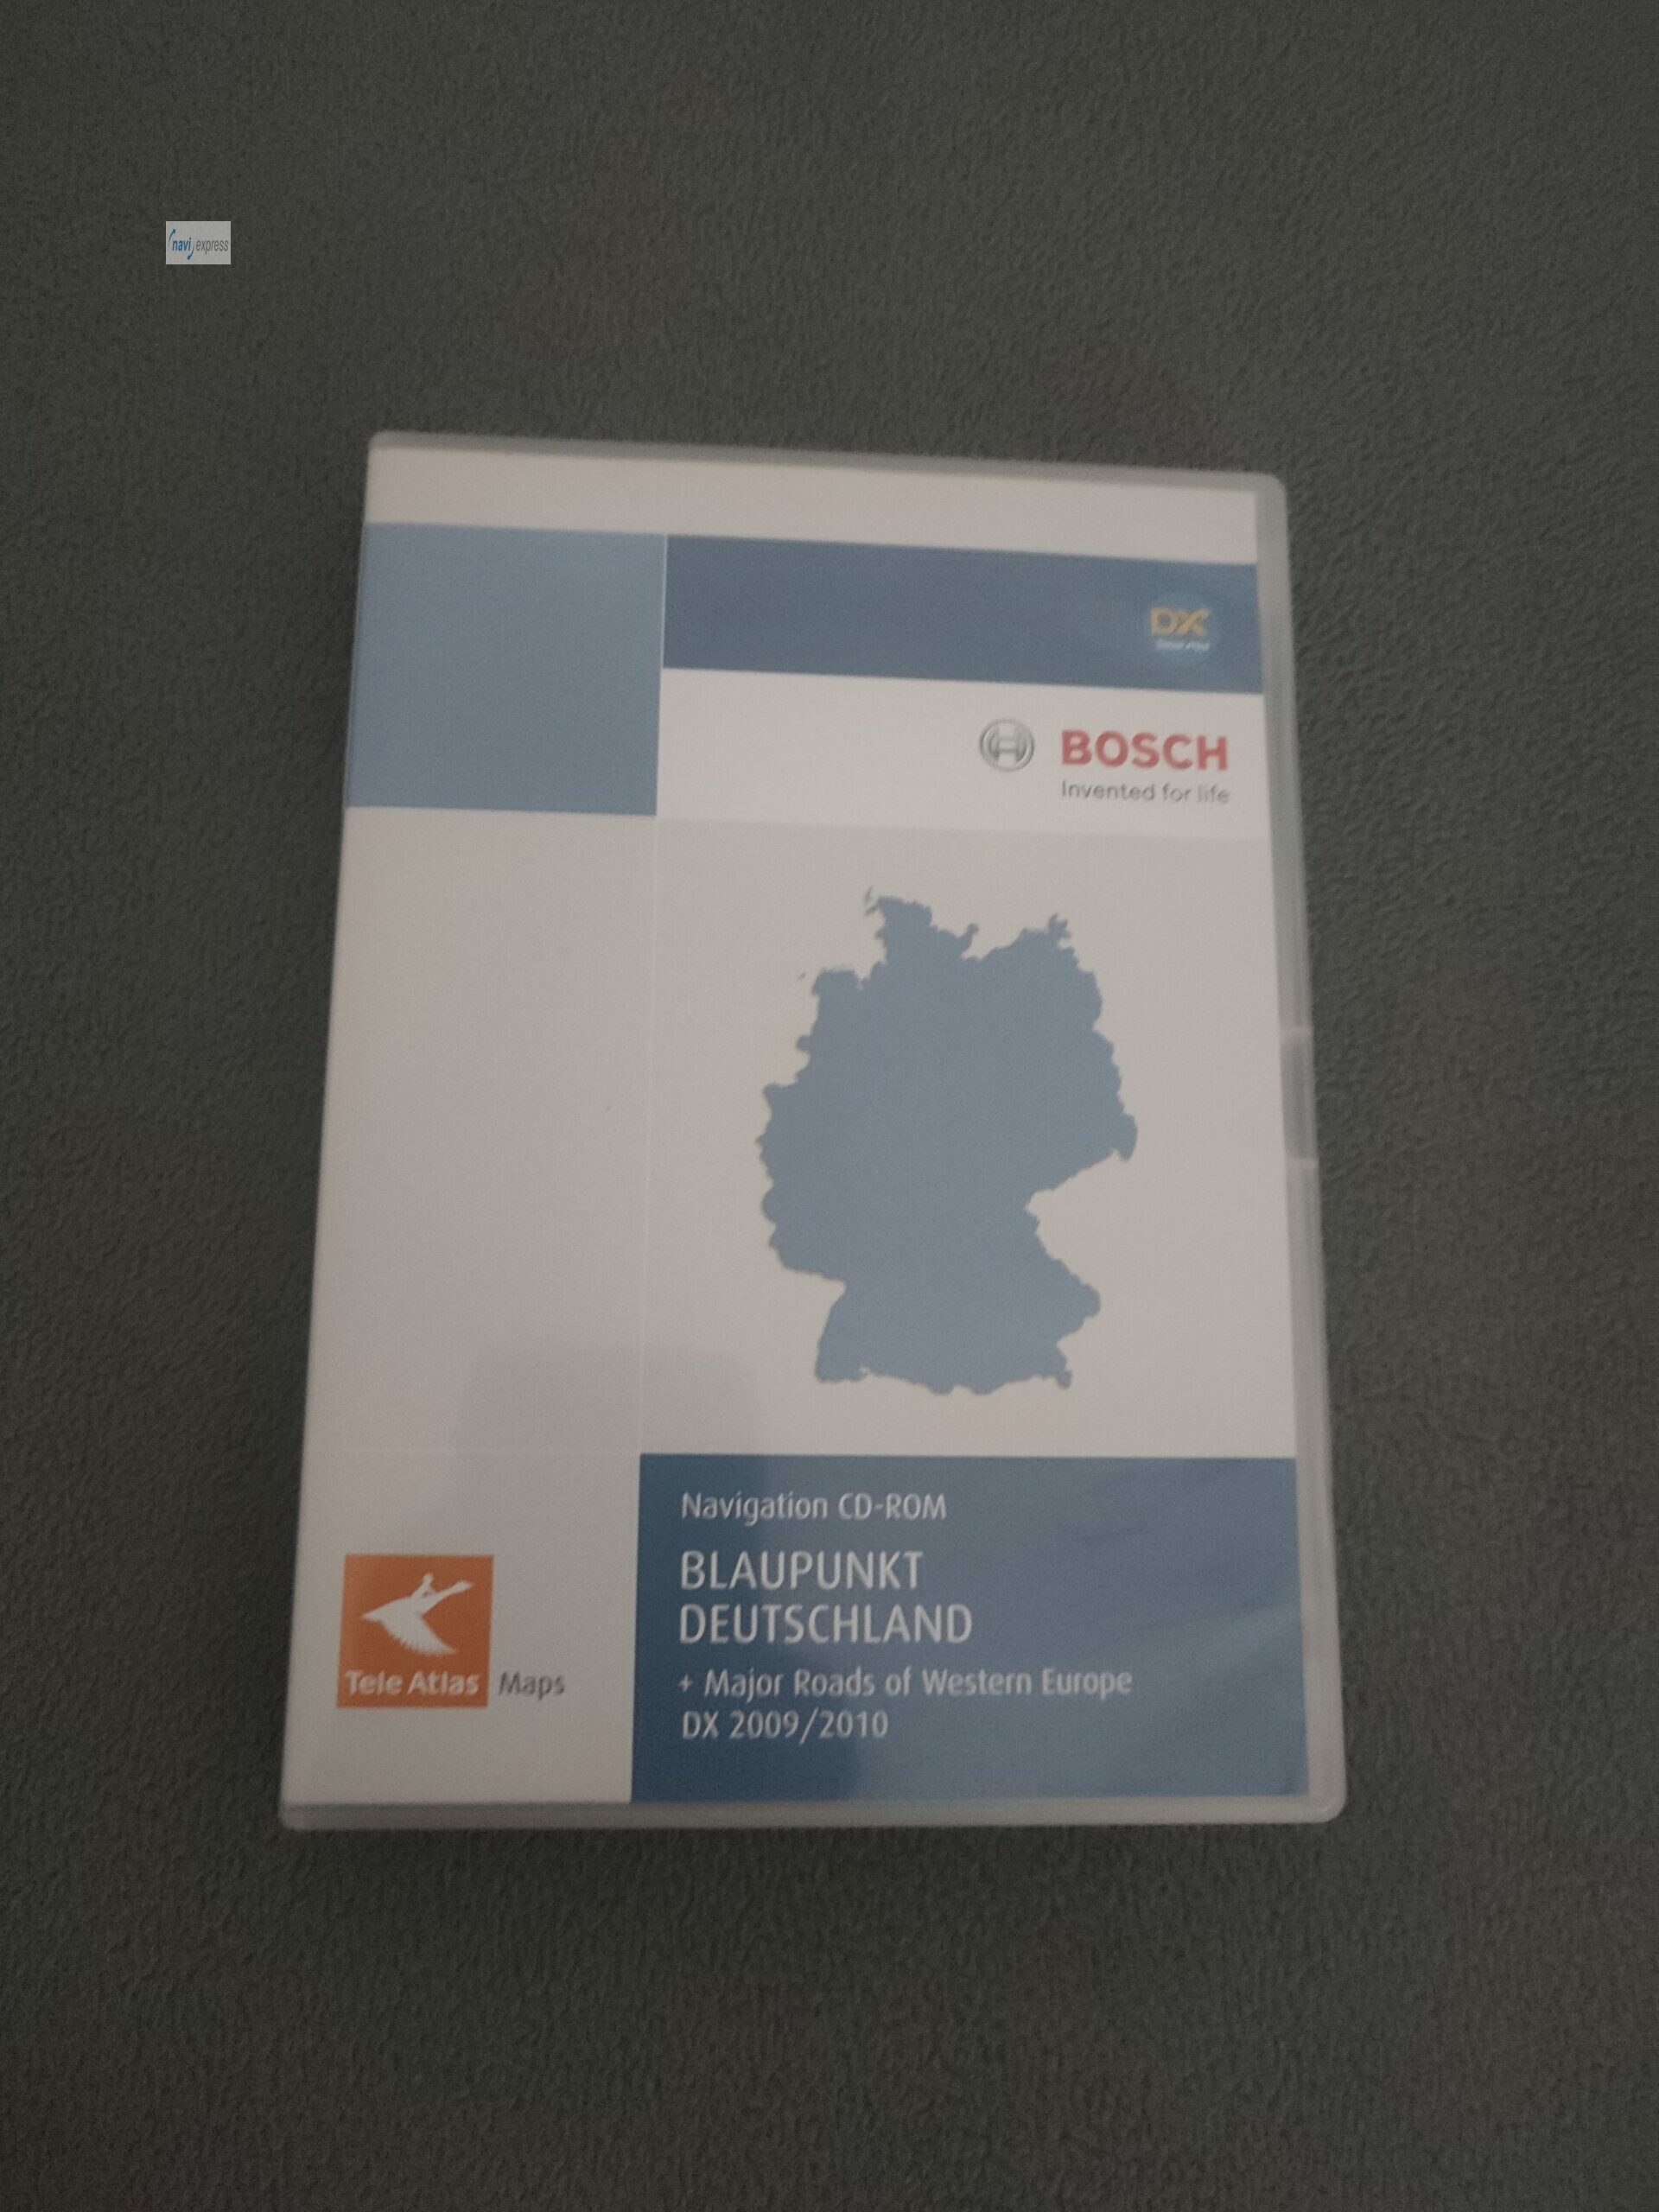 navi express
DX
BOSCH
Invented for life
Navigation CD-ROM
BLAUPUNKT
DEUTSCHLAND
+ Major Roads of Western Europe
DX 2009/2010
Tele Atlas Maps